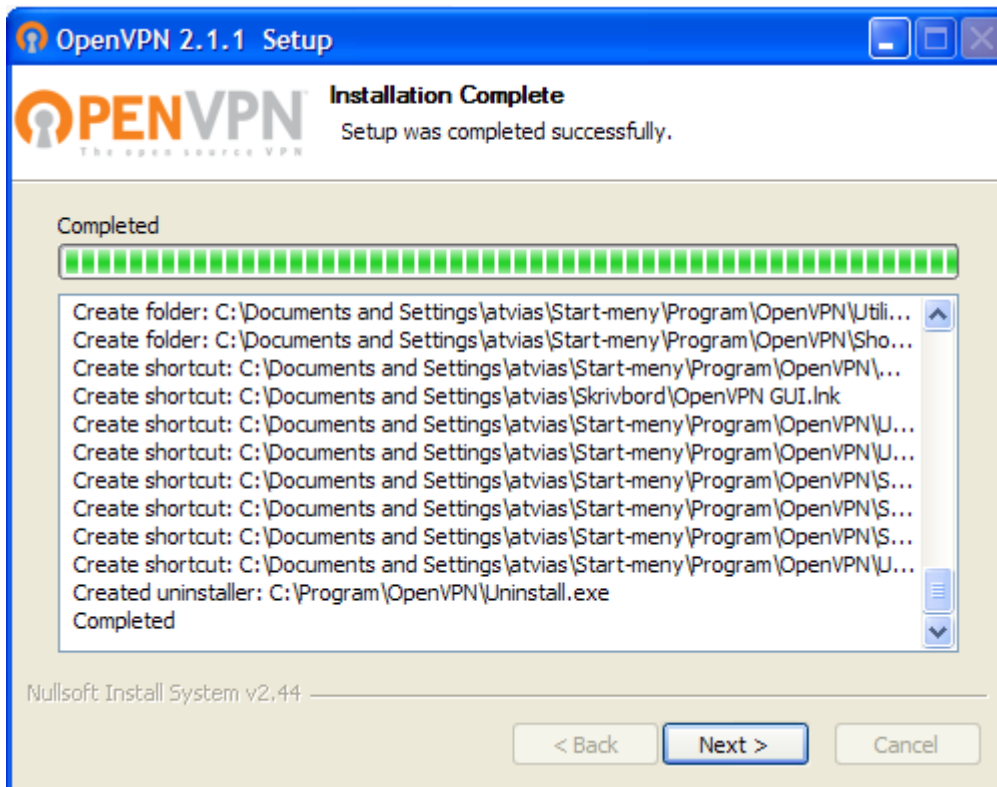 OpenVPN 2.1.1 Setup
OPENVPN
The open source VPN
Installation Complete
Setup was completed successfully.
Completed
Create folder: C:\Documents and Settings\atvias\Start-meny\Program\OpenVPN\Utili...
Create folder: C:\Documents and Settings\atvias\Start-meny\Program\OpenVPN\Sho...
Create shortcut: C:\Documents and Settings\atvias\Start-meny\Program\OpenVPN\...
Create shortcut: C:\Documents and Settings\atvias\Skrivbord\OpenVPN GUI.lnk
Create shortcut: C:\Documents and Settings\atvias\Start-meny\Program\OpenVPN\U...
Create shortcut: C:\Documents and Settings\atvias\Start-meny\Program\OpenVPN\U...
Create shortcut: C:\Documents and Settings\atvias\Start-meny\Program\OpenVPN\S...
Create shortcut: C:\Documents and Settings\atvias\Start-meny\Program\OpenVPN\S...
Create shortcut: C:\Documents and Settings\atvias\Start-meny\Program\OpenVPN\S...
Create shortcut: C:\Documents and Settings\atvias\Start-meny\Program\OpenVPN\U...
Created uninstaller: C:\Program\OpenVPN\Uninstall.exe
Completed
Nullsoft Install System v2.44
< Back
Next >
Cancel